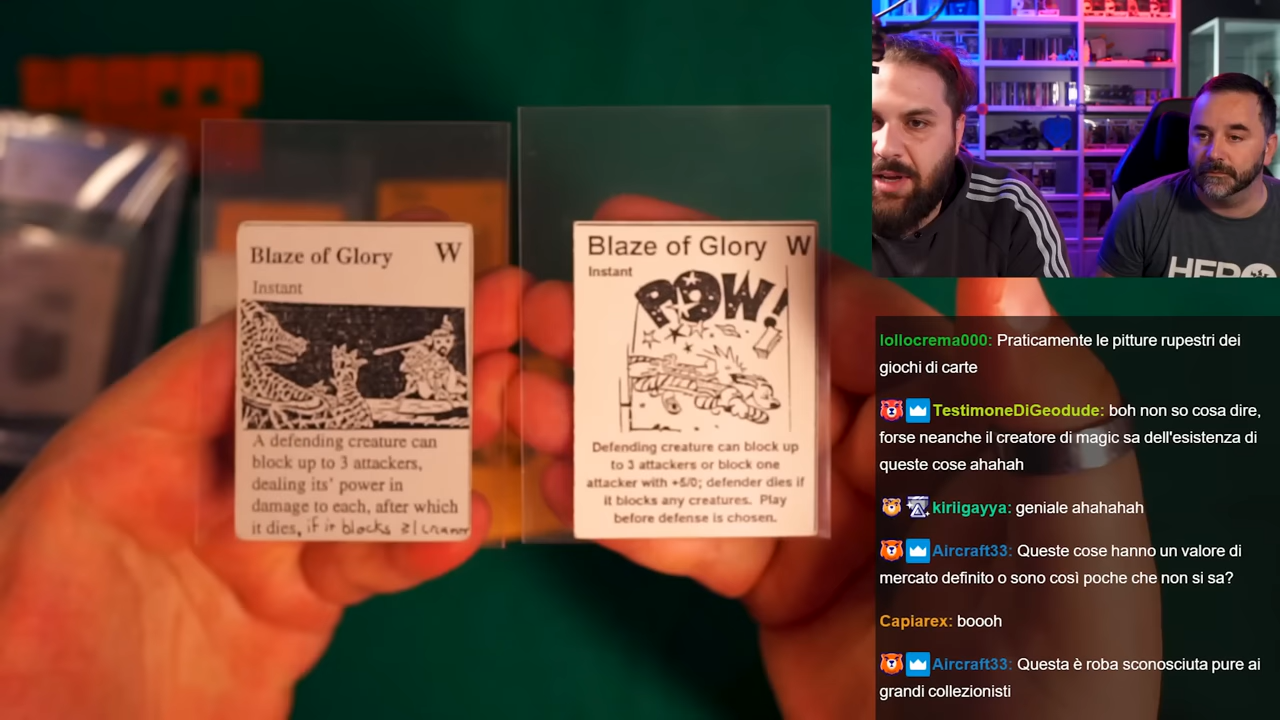 Blaze of Glory W
Instant
A defending creature can
block up to 3 attackers,
dealing its' power in
damage to each, after which
it dies, if it blocks
Blaze of Glory W
Instant
POW!
Defending creature can block up
to 3 attackers or block one
attacker with +5/0; defender dies if
it blocks any creatures. Play
before defense is chosen.
HERO
lollocrema000: Praticamente le pitture rupestri dei
giochi di carte
TestimoneDiGeodude: boh non so cosa dire,
forse neanche il creatore di magic sa dell'esistenza di
queste cose ahahah
kirilgayya: geniale ahahahah
Aircraft33: Queste cose hanno un valore di
mercato definito o sono così poche che non si sa?
Capiarex: boooh
Aircraft33: Questa è roba sconosciuta pure ai
grandi collezionisti